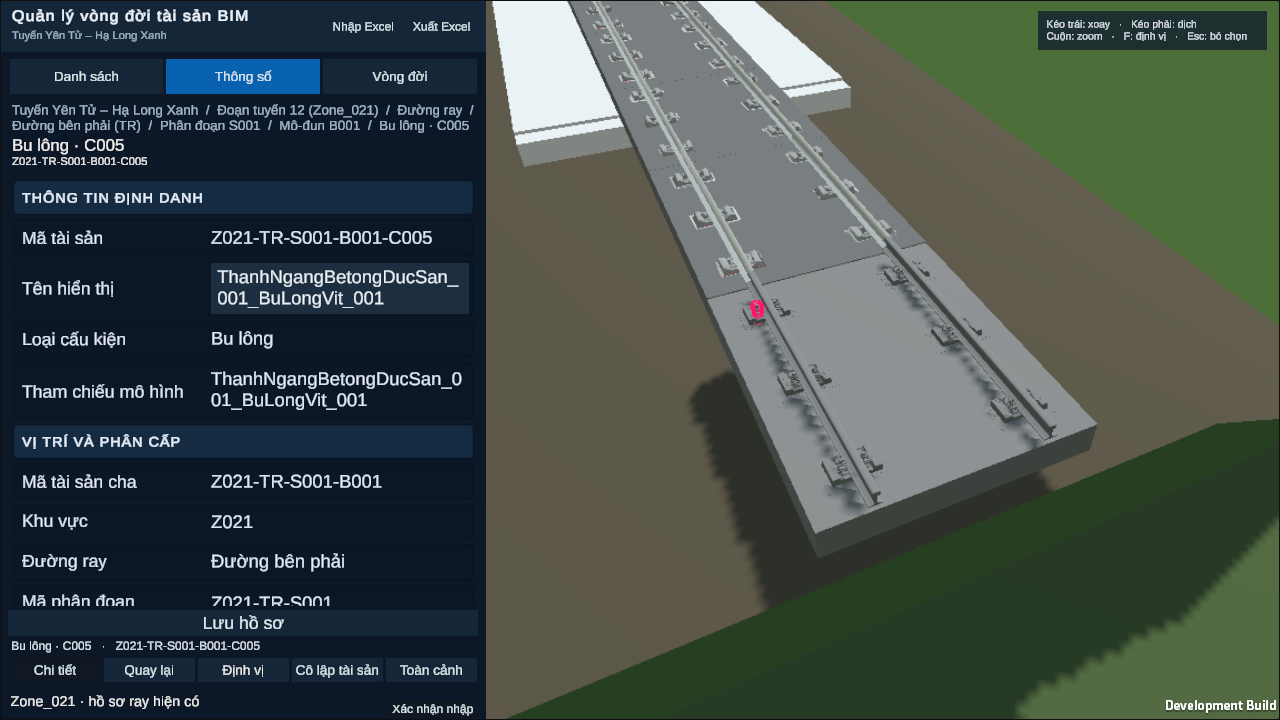 Quản lý vòng đời tài sản BIM
Tuyến Yên Tử – Hạ Long Xanh
Nhập Excel
Xuất Excel
Danh sách
Thông số
Vòng đời
Tuyến Yên Tử – Hạ Long Xanh / Đoạn tuyến 12 (Zone_021) / Đường ray /
Đường bên phải (TR) / Phân đoạn S001 / Mô-đun B001 / Bu lông · C005
Bu lông · C005
Z021-TR-S001-B001-C005
THÔNG TIN ĐỊNH DANH
Mã tài sản
Z021-TR-S001-B001-C005
Tên hiển thị
ThanhNgangBetongDucSan_
001_BuLongVit_001
Loại cấu kiện
Bu lông
Tham chiếu mô hình
ThanhNgangBetongDucSan_0
01_BuLongVit_001
VỊ TRÍ VÀ PHÂN CẤP
Mã tài sản cha
Z021-TR-S001-B001
Khu vực
Z021
Đường ray
Đường bên phải
Mã phân đoạn
Z021-TR-S001
Lưu hồ sơ
Bu lông · C005 · Z021-TR-S001-B001-C005
Chi tiết
Quay lại
Định vị
Cô lập tài sản
Toàn cảnh
Zone_021 · hồ sơ ray hiện có
Xác nhận nhập
Kéo trái: xoay · Kéo phải: dịch
Cuộn: zoom · F: định vị · Esc: bỏ chọn
Development Build